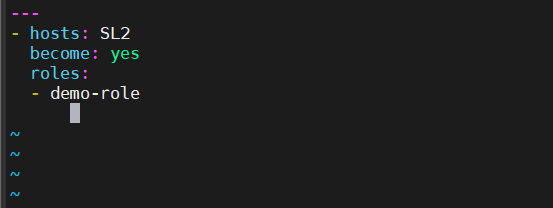 ---
- hosts: SL2
  become: yes
  roles:
  - demo-role
~
~
~
~